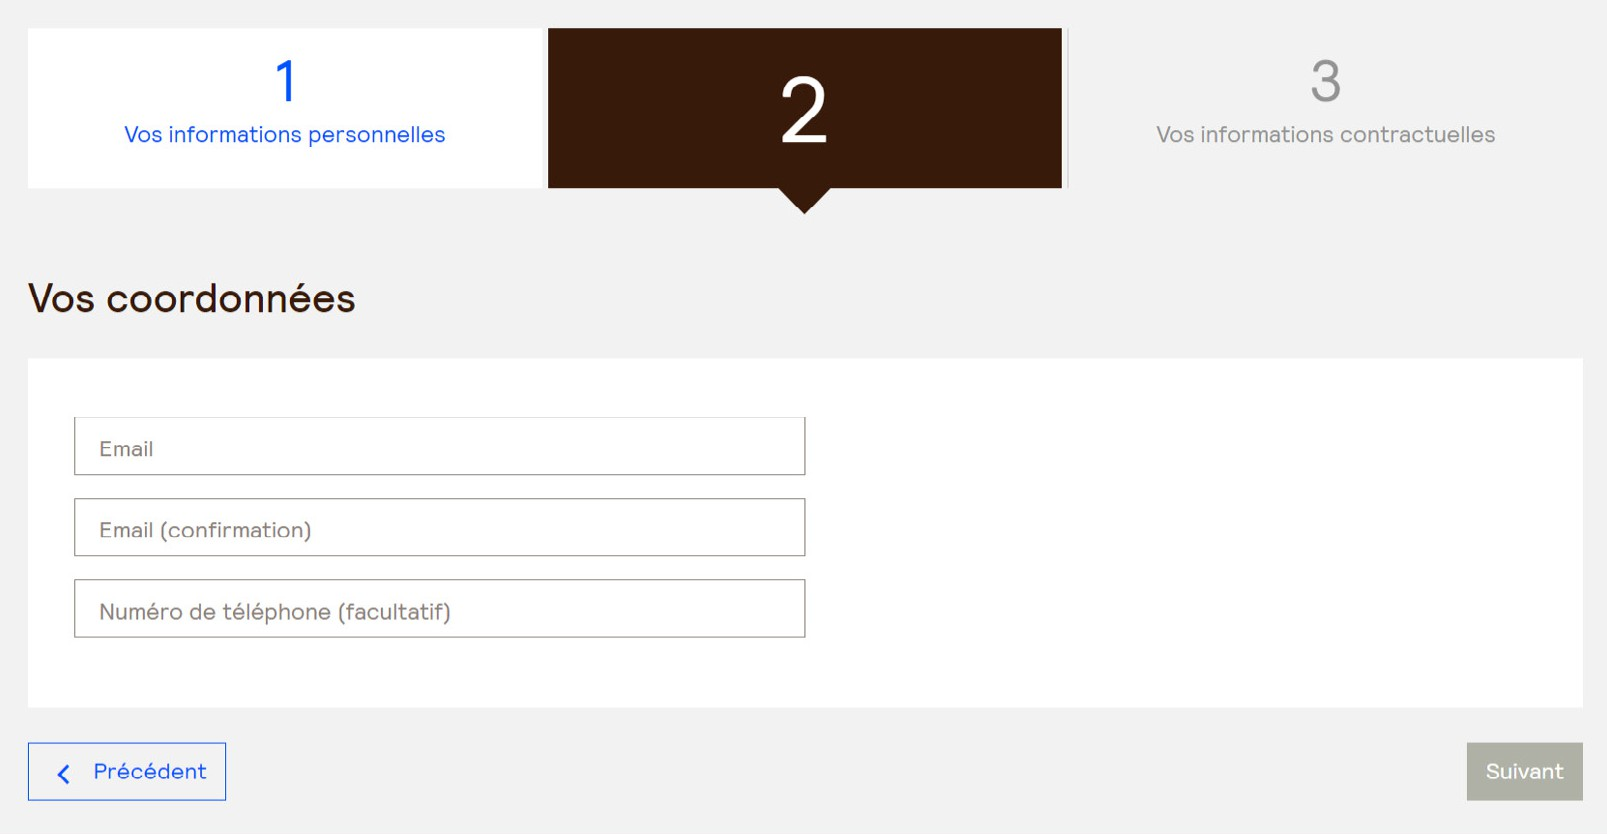 1
Vos informations personnelles
2
3
Vos informations contractuelles
Vos coordonnées
Email
Email (confirmation)
Numéro de téléphone (facultatif)
Précédent
Suivant